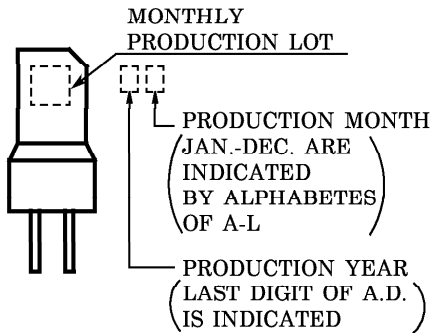 MONTHLY
PRODUCTION LOT
PRODUCTION MONTH
(JAN.-DEC. ARE
INDICATED
BY ALPHABETES
OF A-L)
PRODUCTION YEAR
(LAST DIGIT OF A.D.
IS INDICATED)